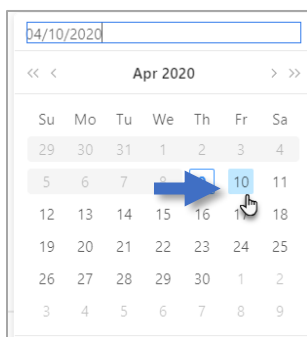 04/10/2020
<< < Apr 2020 > >>
Su Mo Tu We Th Fr Sa
29 30 31 1 2 3 4
5 6 7 8 9 10 11
12 13 14 15 16 17 18
19 20 21 22 23 24 25
26 27 28 29 30 1 2
3 4 5 6 7 8 9